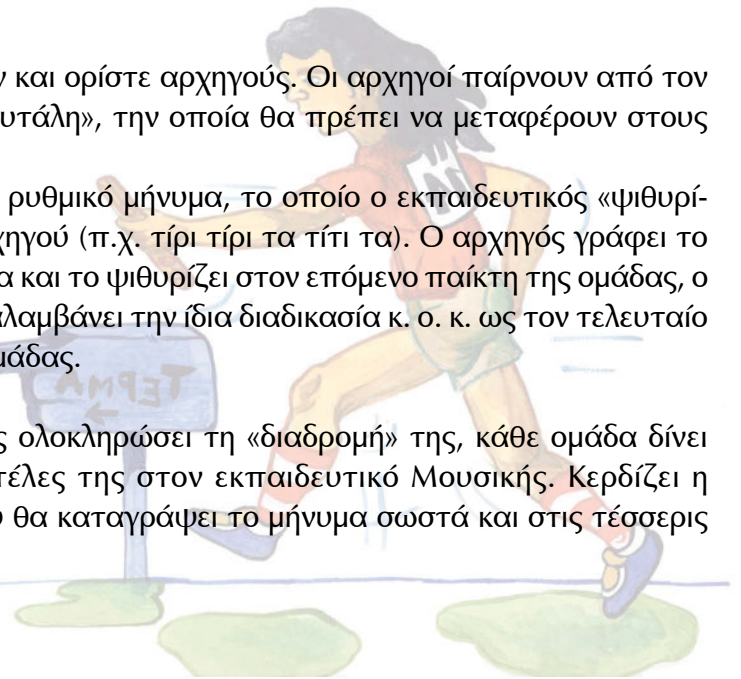 ν και ορίστε αρχηγούς. Οι αρχηγοί παίρνουν από τον
υτάλη», την οποία θα πρέπει να μεταφέρουν στους
ρυθμικό μήνυμα, το οποίο ο εκπαιδευτικός «ψιθυρί-
χηγού (π.χ. τίρι τίρι τα τίτι τα). Ο αρχηγός γράφει το
α και το ψιθυρίζει στον επόμενο παίκτη της ομάδας, ο
αλαμβάνει την ίδια διαδικασία κ. ο. κ. ως τον τελευταίο
μάδας.
ΤΕΡΜΑ
ς ολοκληρώσει τη «διαδρομή» της, κάθε ομάδα δίνει
τέλες της στον εκπαιδευτικό Μουσικής. Κερδίζει η
θα καταγράψει το μήνυμα σωστά και στις τέσσερις